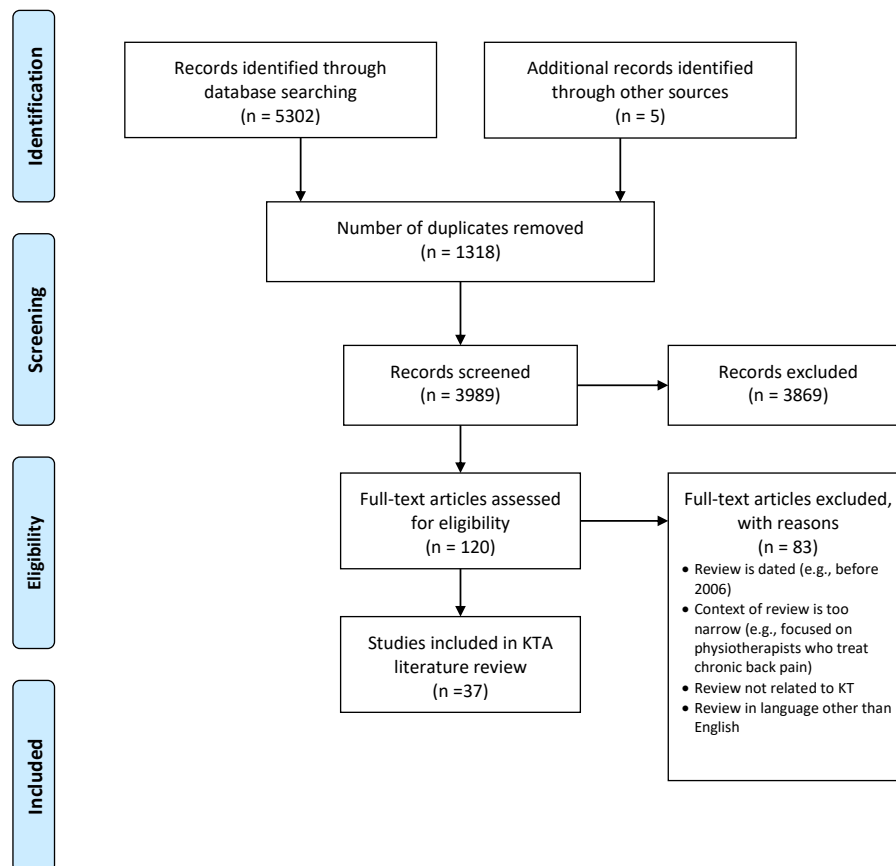 Identification
Records identified through
database searching
(n = 5302)
Additional records identified
through other sources
(n = 5)
Number of duplicates removed
(n = 1318)
Screening
Records screened
(n = 3989)
Records excluded
(n = 3869)
Eligibility
Full-text articles assessed
for eligibility
(n = 120)
Full-text articles excluded,
with reasons
(n = 83)
• Review is dated (e.g., before
2006)
• Context of review is too
narrow (e.g., focused on
physiotherapists who treat
chronic back pain)
• Review not related to KT
• Review in language other than
English
Studies included in KTA
literature review
(n =37)
Included